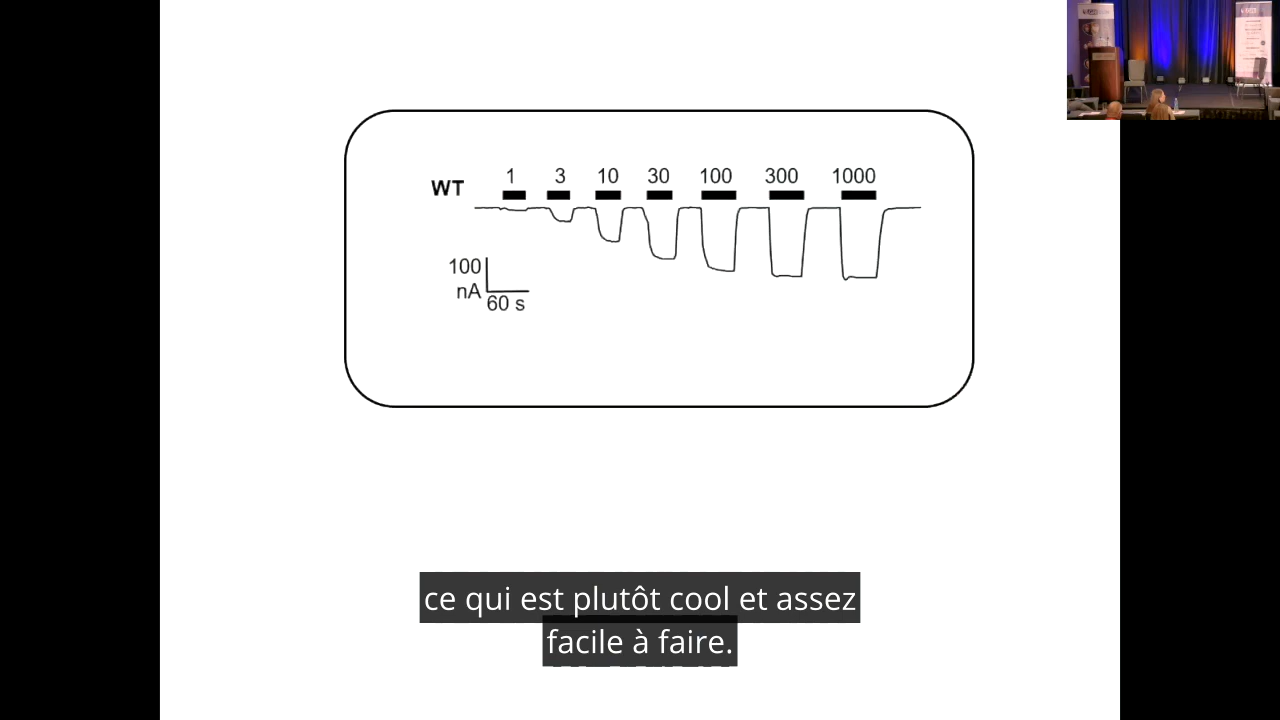 WT 1 3 10 30 100 300 1000
100
nA
60 s
ce qui est plutôt cool et assez
facile à faire.